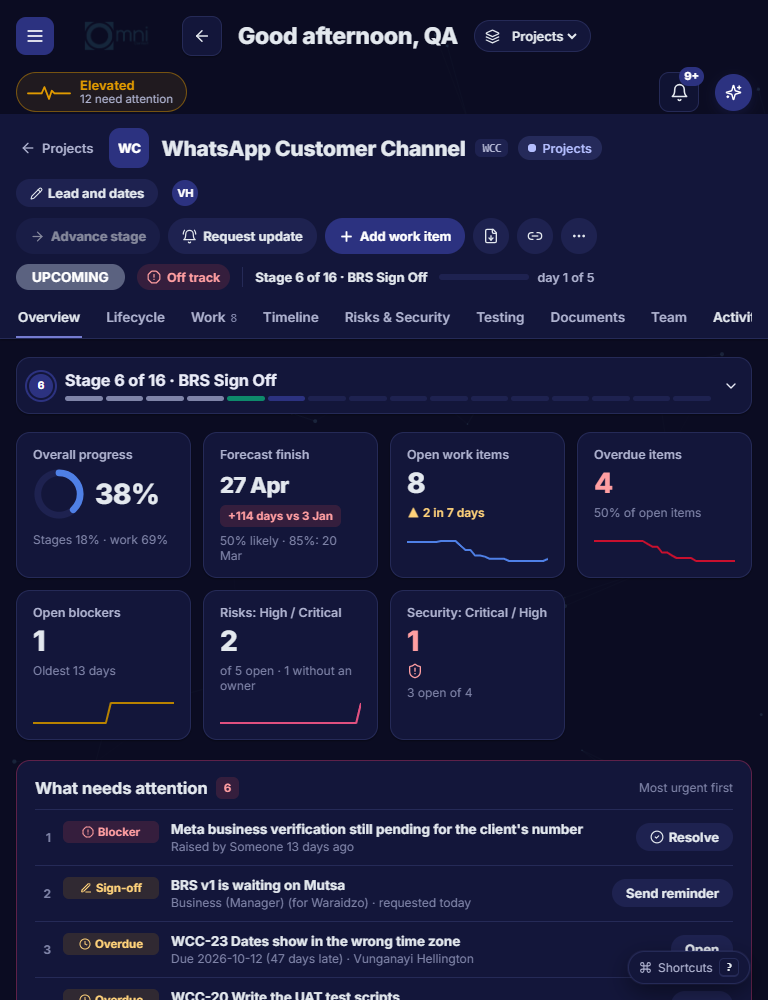 Omni
Good afternoon, QA
Projects
Elevated
12 need attention
9+
Projects
WC
WhatsApp Customer Channel
WCC
Projects
Lead and dates
VH
Advance stage
Request update
Add work item
UPCOMING
Off track
Stage 6 of 16 · BRS Sign Off
day 1 of 5
Overview
Lifecycle
Work 8
Timeline
Risks & Security
Testing
Documents
Team
6
Stage 6 of 16 · BRS Sign Off
Overall progress
38%
Stages 18% · work 69%
Forecast finish
27 Apr
+114 days vs 3 Jan
50% likely · 85%: 20
Mar
Open work items
8
2 in 7 days
Overdue items
4
50% of open items
Open blockers
1
Oldest 13 days
Risks: High / Critical
2
of 5 open · 1 without an
owner
Security: Critical / High
1
3 open of 4
What needs attention 6
Most urgent first
1
Blocker
Meta business verification still pending for the client's number
Raised by Someone 13 days ago
Resolve
2
Sign-off
BRS v1 is waiting on Mutsa
Business (Manager) (for Waraidzo) · requested today
Send reminder
3
Overdue
WCC-23 Dates show in the wrong time zone
Due 2026-10-12 (47 days late) · Vunganayi Hellington
Open
Shortcuts ?
Overdue
WCC-20 Write the UAT test scripts